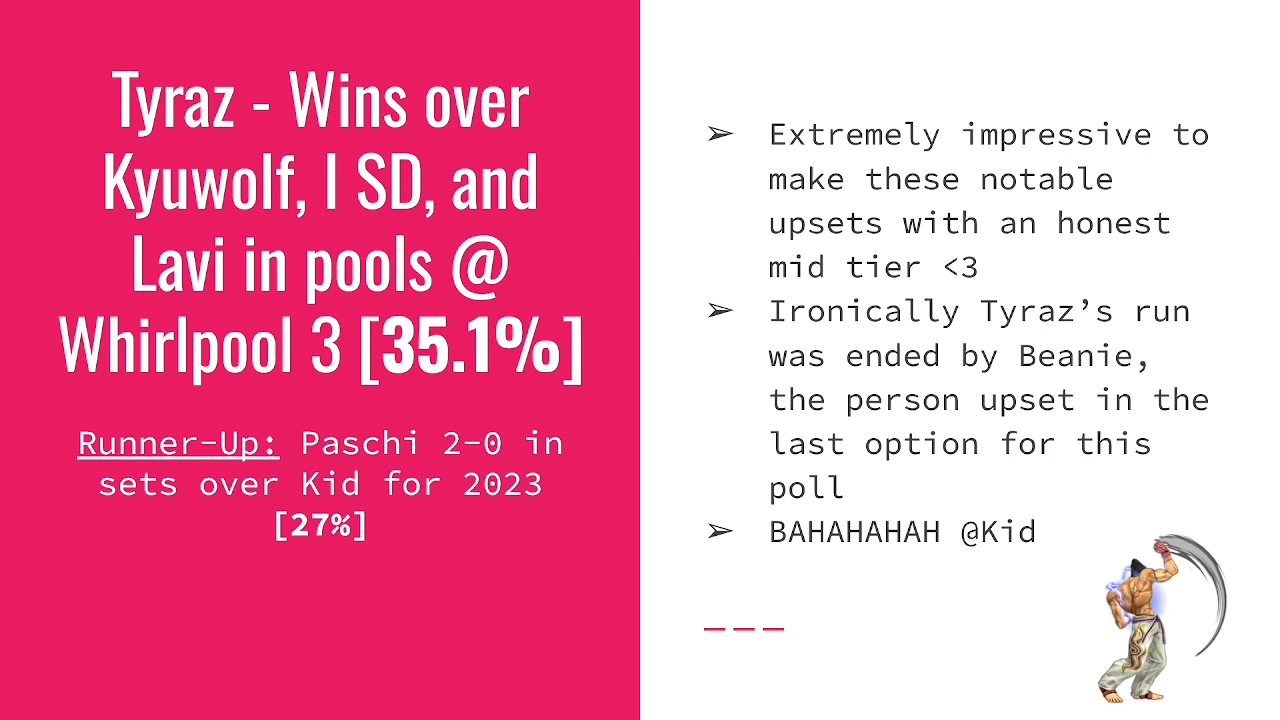 Tyraz - Wins over
Kyuwolf, I SD, and
Lavi in pools @
Whirlpool 3 [35.1%]
Runner-Up: Paschi 2-0 in
sets over Kid for 2023
[27%]
➢ Extremely impressive to
make these notable
upsets with an honest
mid tier <3
➢ Ironically Tyraz’s run
was ended by Beanie,
the person upset in the
last option for this
poll
➢ BAHAHAHAH @Kid